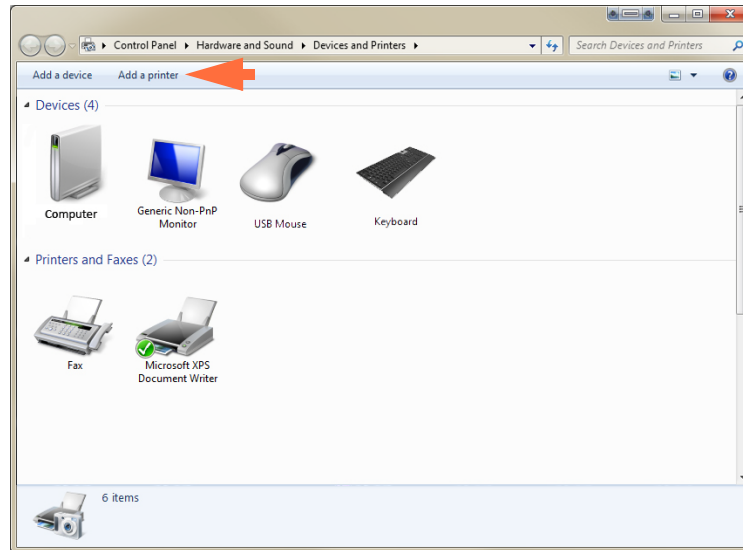 Control Panel Hardware and Sound Devices and Printers Search Devices and Printers
Add a device Add a printer
Devices (4)
Computer
Generic Non-PnP
Monitor
USB Mouse
Keyboard
Printers and Faxes (2)
Fax
Microsoft XPS
Document Writer
6 items